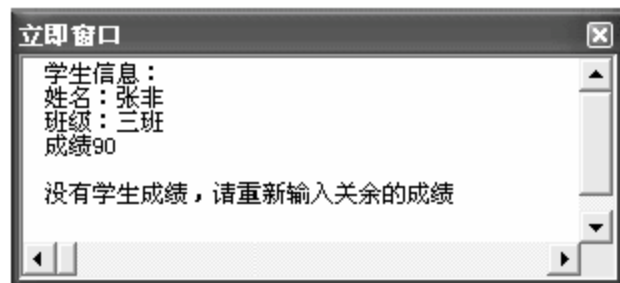 立即窗口
学生信息：
姓名：张非
班级：三班
成绩90
没有学生成绩，请重新输入关余的成绩